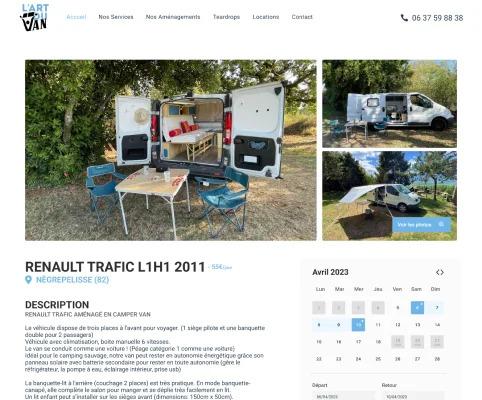 L'ART
DU
VAN
Accueil
Nos Services
Nos Aménagements
Teardrops
Locations
Contact
06 37 59 88 38
Voir les photos
RENAULT TRAFIC L1H1 2011 - 55€/jour
NÈGREPELISSE (82)
DESCRIPTION
RENAULT TRAFIC AMÉNAGÉ EN CAMPER VAN
Le véhicule dispose de trois places à l'avant pour voyager. (1 siège pilote et une banquette
double pour 2 passagers)
Véhicule avec climatisation, boite manuelle 6 vitesses.
Le van se conduit comme une voiture ! (Péage catégorie 1 comme une voiture)
Idéal pour le camping sauvage, notre van peut rester en autonomie énergétique grâce son
panneau solaire avec batterie secondaire pour rester en toute autonomie (gère le
réfrigérateur, la pompe à eau, éclairage intérieur, prise usb)
La banquette-lit à l'arrière (couchage 2 places) est très pratique. En mode banquette-
canapé, elle complète le salon pour manger et se déplie très facilement en lit.
Un lit enfant peut s'installer sur les sièges avant (dimensions: 150cm x 50cm).
Avril 2023
Lun Mar Mer Jeu Ven Sam Dim
1 2 3 4 5 6 7
8 9 10 11 12 13 14
15 16 17 18 19 20 21
22 23 24 25 26 27 28
Départ
Retour
06/04/2023
10/04/2023